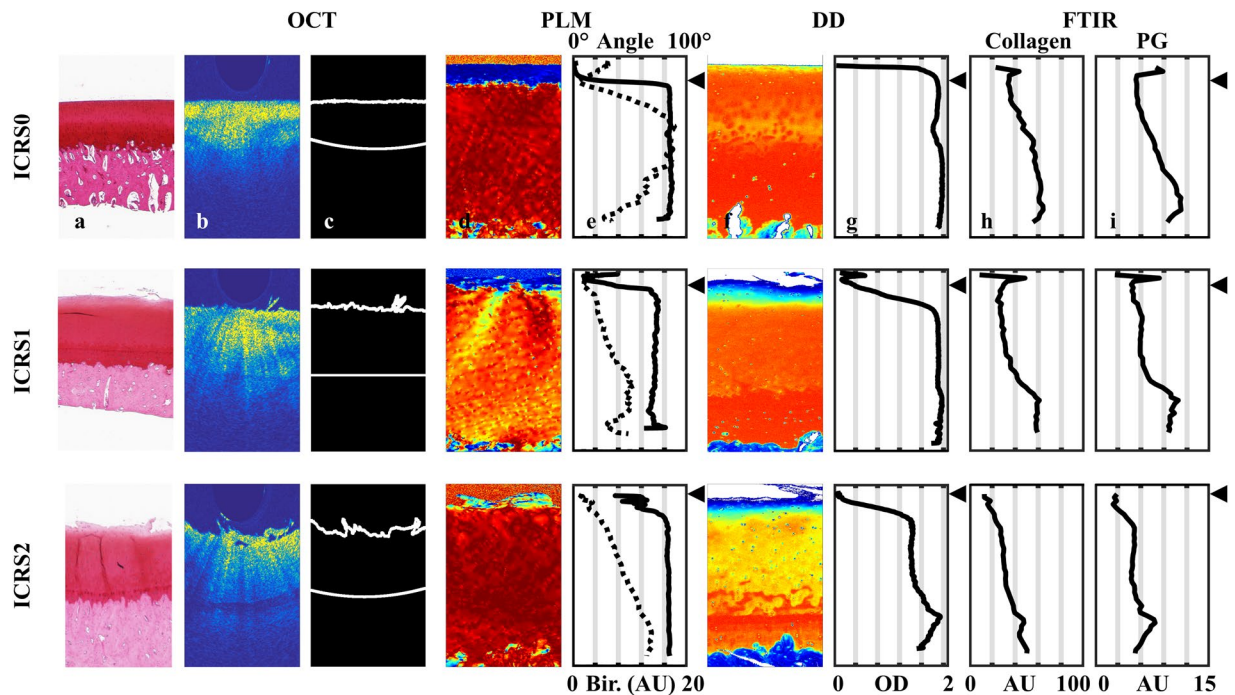 OCT PLM DD FTIR
0° Angle 100° Collagen PG
ICRS0
a b c d e f g h i
ICRS1
ICRS2
0 Bir. (AU) 20 0 OD 2 0 AU 100 0 AU 15